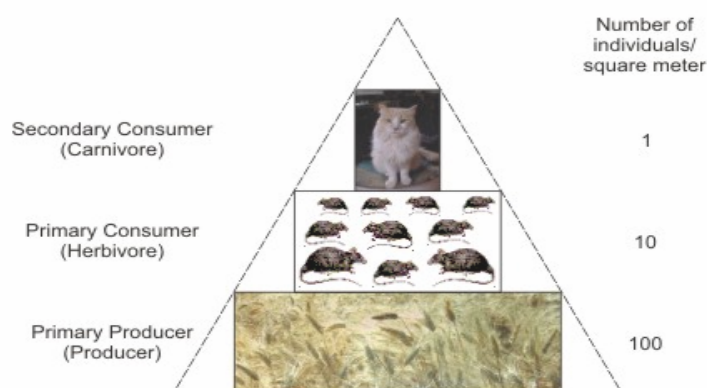 Number of
individuals/
square meter
Secondary Consumer
(Carnivore)
1
Primary Consumer
(Herbivore)
10
Primary Producer
(Producer)
100